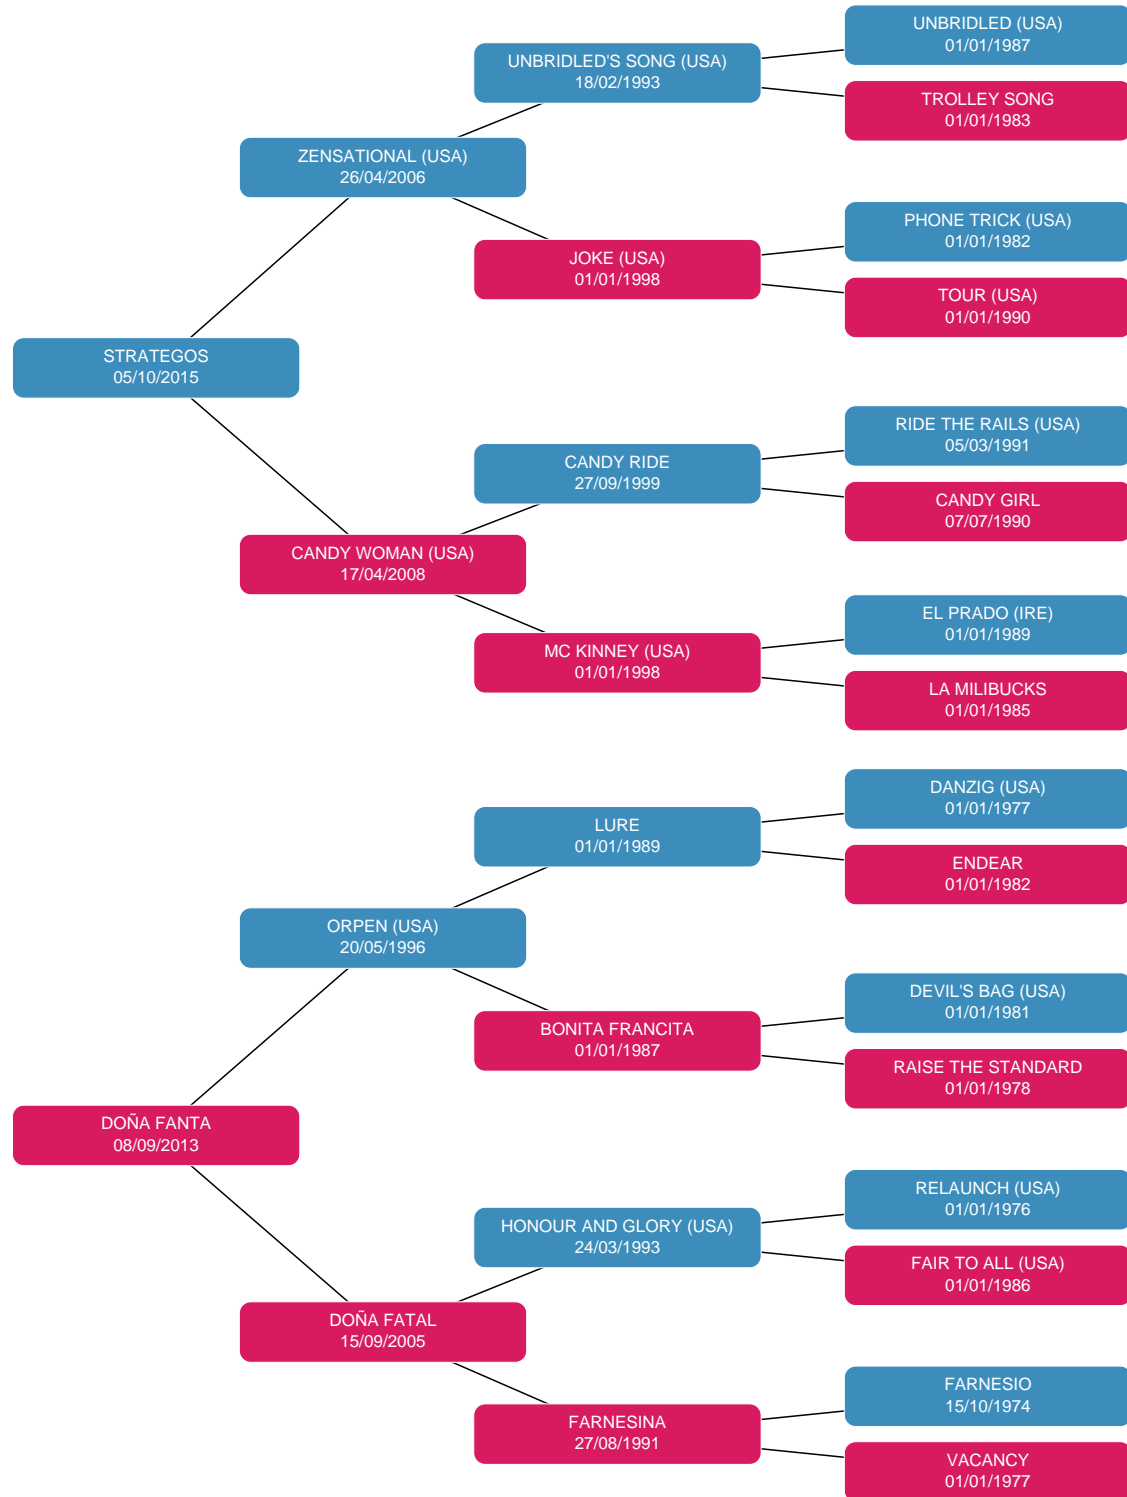 UNBRIDLED (USA)
01/01/1987
UNBRIDLED'S SONG (USA)
18/02/1993
TROLLEY SONG
01/01/1983
ZENSATIONAL (USA)
26/04/2006
PHONE TRICK (USA)
01/01/1982
JOKE (USA)
01/01/1998
TOUR (USA)
01/01/1990
STRATEGOS
05/10/2015
RIDE THE RAILS (USA)
05/03/1991
CANDY RIDE
27/09/1999
CANDY GIRL
07/07/1990
CANDY WOMAN (USA)
17/04/2008
EL PRADO (IRE)
01/01/1989
MC KINNEY (USA)
01/01/1998
LA MILIBUCKS
01/01/1985
DANZIG (USA)
01/01/1977
LURE
01/01/1989
ENDEAR
01/01/1982
ORPEN (USA)
20/05/1996
DEVIL'S BAG (USA)
01/01/1981
BONITA FRANCITA
01/01/1987
RAISE THE STANDARD
01/01/1978
DOÑA FANTA
08/09/2013
RELAUNCH (USA)
01/01/1976
HONOUR AND GLORY (USA)
24/03/1993
FAIR TO ALL (USA)
01/01/1986
DOÑA FATAL
15/09/2005
FARNESIO
15/10/1974
FARNESINA
27/08/1991
VACANCY
01/01/1977